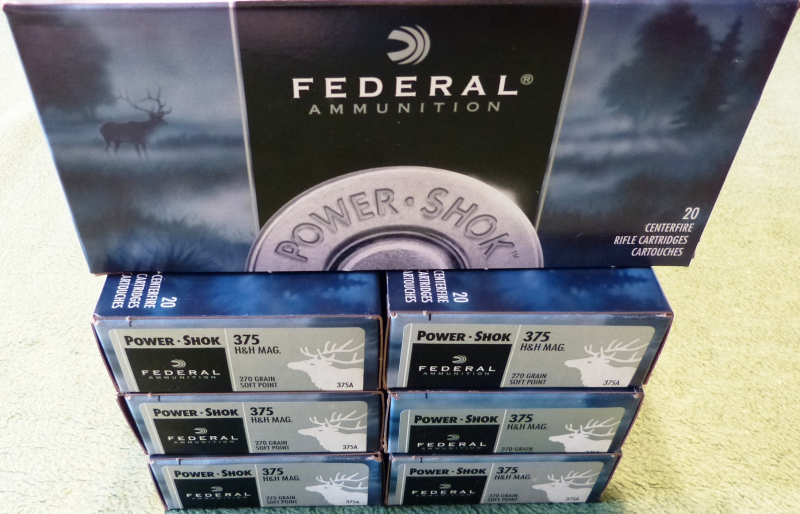 FEDERAL®
AMMUNITION
POWER·SHOK™
20
CENTERFIRE
RIFLE CARTRIDGES
CARTOUCHES
20
CENTERFIRE
CARTRIDGES
CARTOUCHES
20
CENTERFIRE
CARTRIDGES
CARTOUCHES
POWER·SHOK
375
H&H MAG.
FEDERAL
AMMUNITION
270 GRAIN
SOFT POINT
375A
POWER·SHOK
375
H&H MAG.
FEDERAL
AMMUNITION
270 GRAIN
SOFT POINT
375A
POWER·SHOK
375
H&H MAG.
FEDERAL
AMMUNITION
270 GRAIN
SOFT POINT
375A
POWER·SHOK
375
H&H MAG.
FEDERAL
AMMUNITION
270 GRAIN
POWER·SHOK
375
H&H MAG.
FEDERAL
AMMUNITION
270 GRAIN
SOFT POINT
375A
POWER·SHOK
375
H&H MAG.
FEDERAL
AMMUNITION
270 GRAIN
SOFT POINT
375A